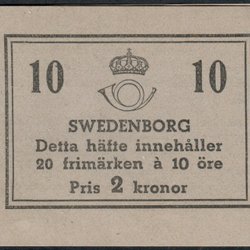 10 10
SWEDENBORG
Detta häfte innehåller
20 frimärken à 10 öre
Pris 2 kronor